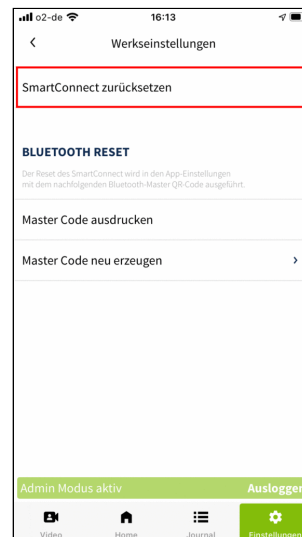 o2-de 16:13
Werkseinstellungen
SmartConnect zurücksetzen
BLUETOOTH RESET
Der Reset des SmartConnect wird in den App-Einstellungen
mit dem nachfolgenden Bluetooth-Master QR-Code ausgeführt.
Master Code ausdrucken
Master Code neu erzeugen
Admin Modus aktiv Ausloggen
Video Home Journal Einstellungen